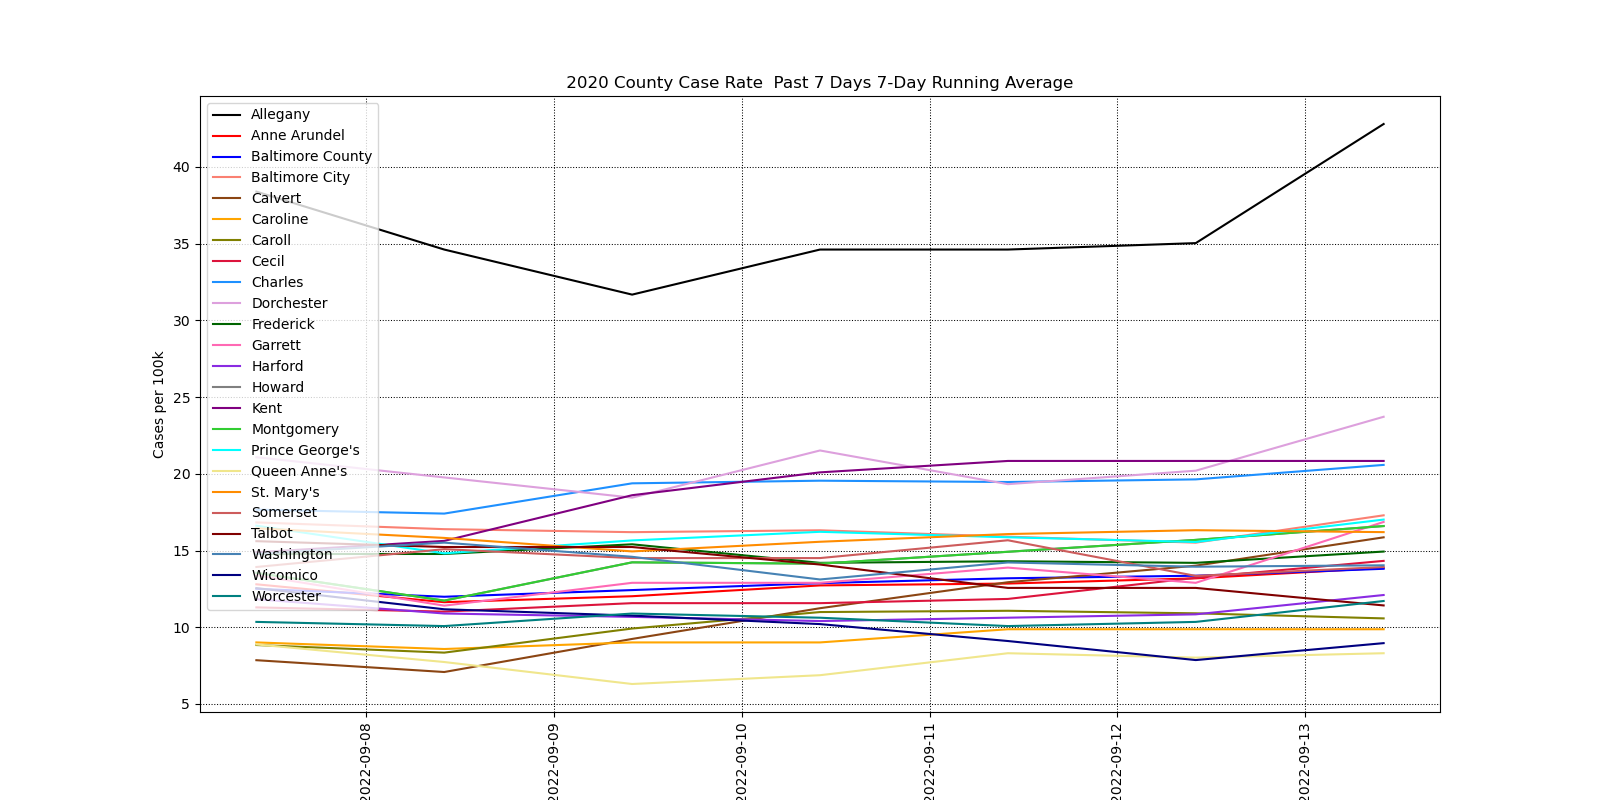 2020 County Case Rate  Past 7 Days 7-Day Running Average
Cases per 100k
40
35
30
25
20
15
10
5
Allegany
Anne Arundel
Baltimore County
Baltimore City
Calvert
Caroline
Caroll
Cecil
Charles
Dorchester
Frederick
Garrett
Harford
Howard
Kent
Montgomery
Prince George's
Queen Anne's
St. Mary's
Somerset
Talbot
Washington
Wicomico
Worcester
2022-09-08
2022-09-09
2022-09-10
2022-09-11
2022-09-12
2022-09-13